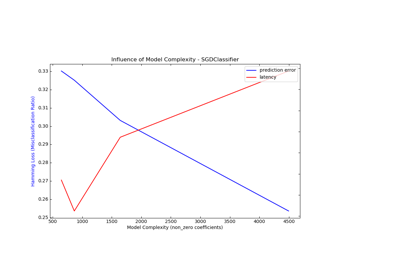 Influence of Model Complexity - SGDClassifier
prediction error
latency
0.33
0.32
0.31
0.30
0.29
0.28
0.27
0.26
0.25
Hamming Loss (Misclassification Ratio)
500 1000 1500 2000 2500 3000 3500 4000 4500
Model Complexity (non_zero coefficients)